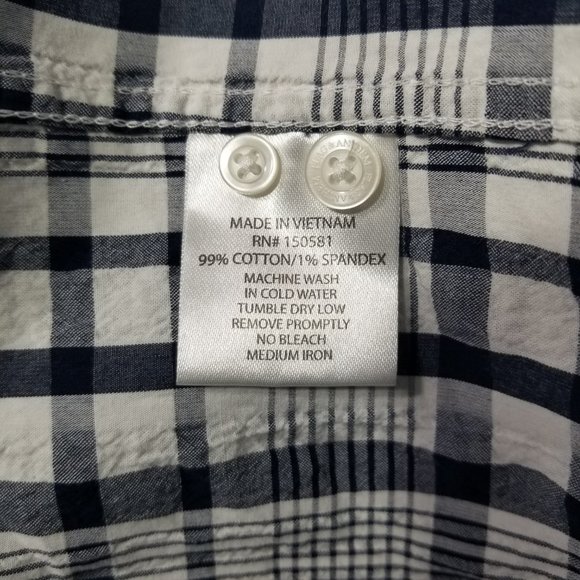 MADE IN VIETNAM
RN# 150581
99% COTTON/1% SPANDEX
MACHINE WASH
IN COLD WATER
TUMBLE DRY LOW
REMOVE PROMPTLY
NO BLEACH
MEDIUM IRON